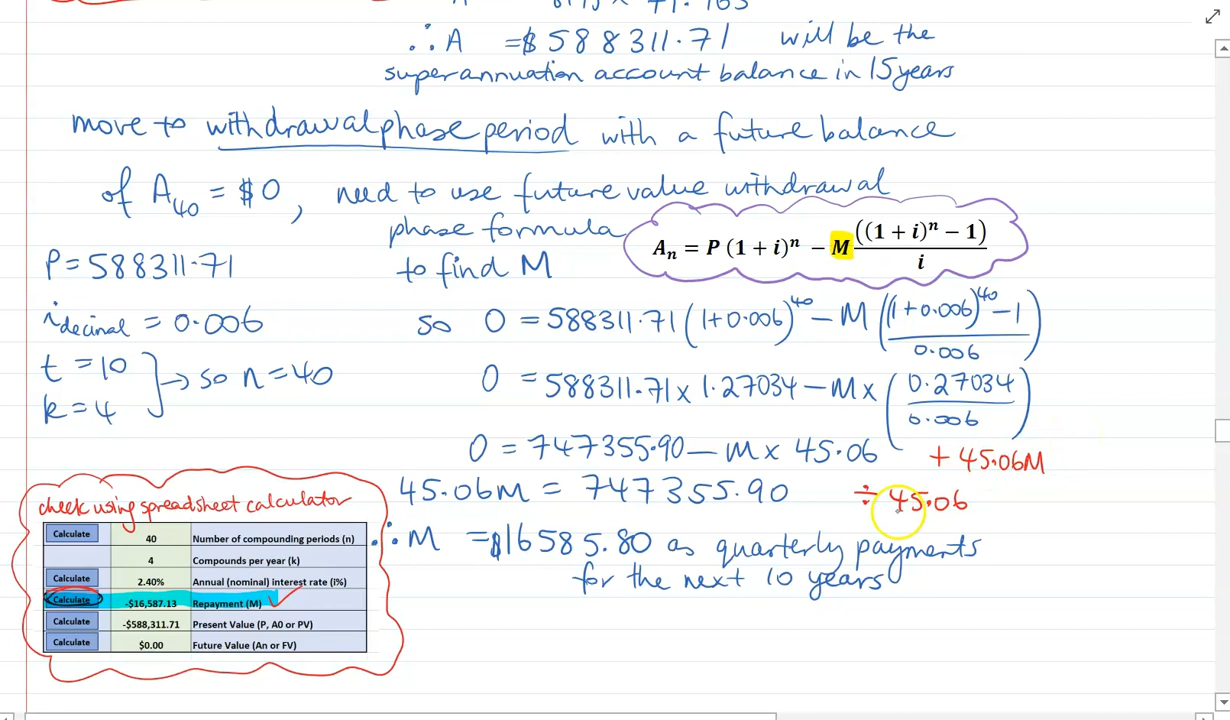 ∴ A = $588311.71 will be the
superannuation account balance in 15 years
move to withdrawal phase period with a future balance
of A₄₀ = $0, need to use future value withdrawal
phase formula
to find M
Aₙ = P (1 + i)ⁿ − M ((1 + i)ⁿ − 1) / i
P = 588311.71
i decimal = 0.006
t = 10
k = 4
→ so n = 40
so 0 = 588311.71 (1+0.006)⁴⁰ − M ((1+0.006)⁴⁰ − 1 / 0.006)
0 = 588311.71 × 1.27034 − M × (0.27034 / 0.006)
0 = 747355.90 − M × 45.06
+ 45.06M
45.06M = 747355.90
÷ 45.06
∴ M = $16585.80 as quarterly payments
for the next 10 years
check using spreadsheet calculator
Calculate 40 Number of compounding periods (n)
4 Compounds per year (k)
Calculate 2.40% Annual (nominal) interest rate (i%)
Calculate -$16,587.13 Repayment (M) ✓
Calculate -$588,311.71 Present Value (P, A0 or PV)
Calculate $0.00 Future Value (An or FV)